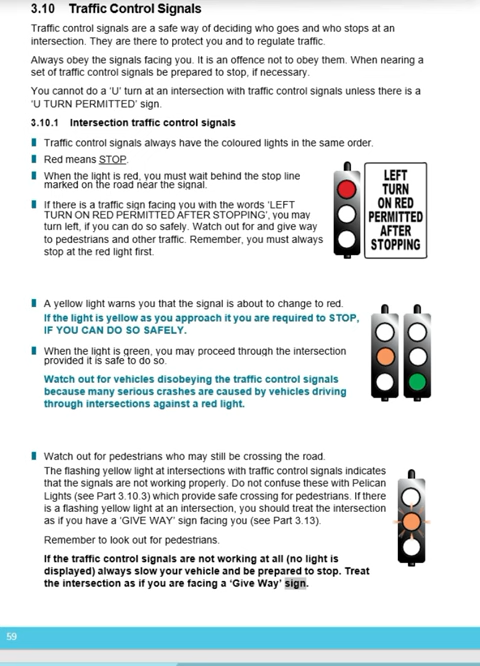 3.10 Traffic Control Signals
Traffic control signals are a safe way of deciding who goes and who stops at an
intersection. They are there to protect you and to regulate traffic.
Always obey the signals facing you. It is an offence not to obey them. When nearing a
set of traffic control signals be prepared to stop, if necessary.
You cannot do a 'U' turn at an intersection with traffic control signals unless there is a
'U TURN PERMITTED' sign.
3.10.1 Intersection traffic control signals
Traffic control signals always have the coloured lights in the same order.
Red means STOP.
When the light is red, you must wait behind the stop line
marked on the road near the signal.
If there is a traffic sign facing you with the words 'LEFT
TURN ON RED PERMITTED AFTER STOPPING', you may
turn left, if you can do so safely. Watch out for and give way
to pedestrians and other traffic. Remember, you must always
stop at the red light first.
LEFT
TURN
ON RED
PERMITTED
AFTER
STOPPING
A yellow light warns you that the signal is about to change to red.
If the light is yellow as you approach it you are required to STOP,
IF YOU CAN DO SO SAFELY.
When the light is green, you may proceed through the intersection
provided it is safe to do so.
Watch out for vehicles disobeying the traffic control signals
because many serious crashes are caused by vehicles driving
through intersections against a red light.
Watch out for pedestrians who may still be crossing the road.
The flashing yellow light at intersections with traffic control signals indicates
that the signals are not working properly. Do not confuse these with Pelican
Lights (see Part 3.10.3) which provide safe crossing for pedestrians. If there
is a flashing yellow light at an intersection, you should treat the intersection
as if you have a 'GIVE WAY' sign facing you (see Part 3.13).
Remember to look out for pedestrians.
If the traffic control signals are not working at all (no light is
displayed) always slow your vehicle and be prepared to stop. Treat
the intersection as if you are facing a 'Give Way' sign.
59